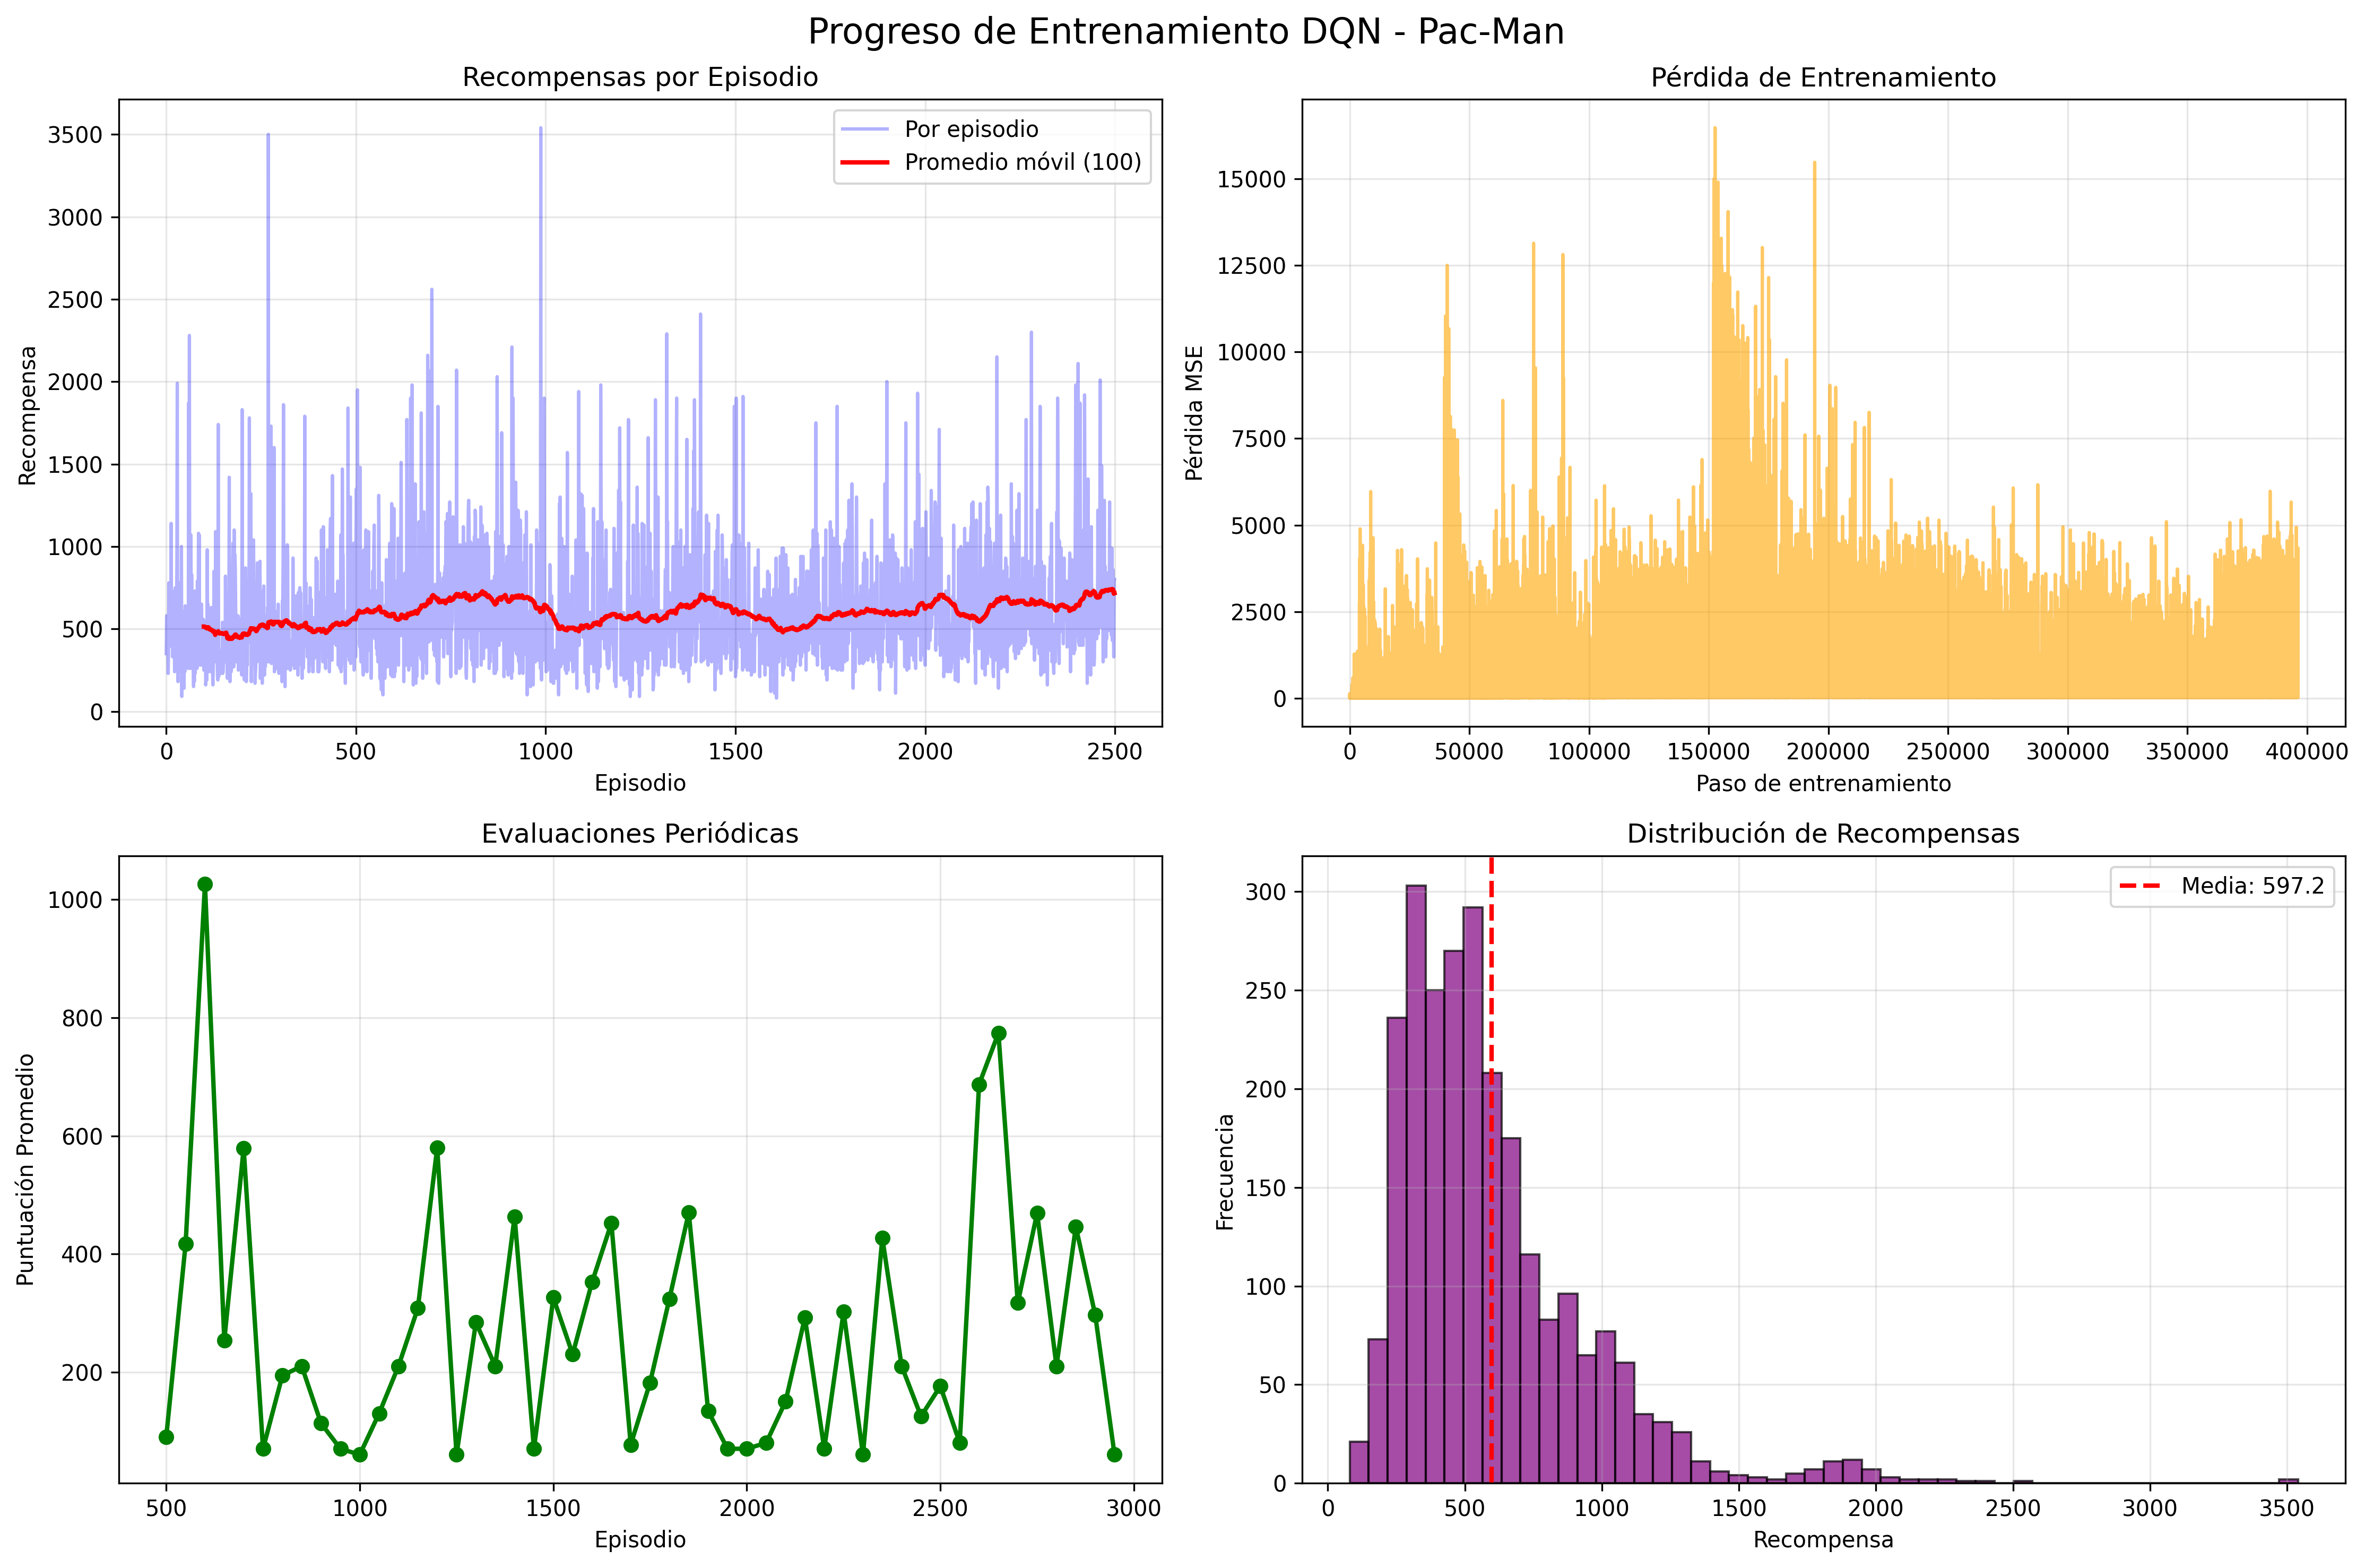 Progreso de Entrenamiento DQN - Pac-Man
Recompensas por Episodio
Por episodio
Promedio móvil (100)
Recompensa
3500
3000
2500
2000
1500
1000
500
0
0 500 1000 1500 2000 2500
Episodio
Pérdida de Entrenamiento
Pérdida MSE
15000
12500
10000
7500
5000
2500
0
0 50000 100000 150000 200000 250000 300000 350000 400000
Paso de entrenamiento
Evaluaciones Periódicas
Puntuación Promedio
1000
800
600
400
200
500 1000 1500 2000 2500 3000
Episodio
Distribución de Recompensas
Media: 597.2
Frecuencia
300
250
200
150
100
50
0
0 500 1000 1500 2000 2500 3000 3500
Recompensa